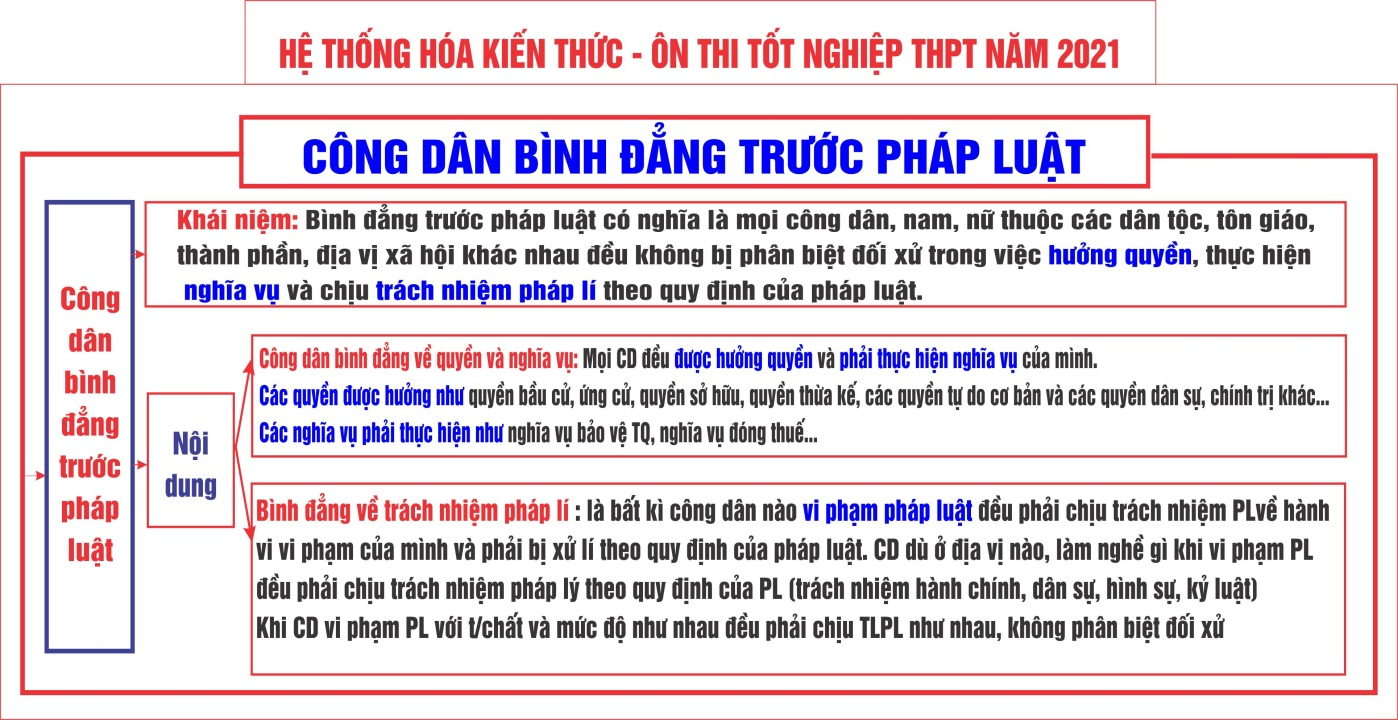 HỆ THỐNG HÓA KIẾN THỨC - ÔN THI TỐT NGHIỆP THPT NĂM 2021
CÔNG DÂN BÌNH ĐẲNG TRƯỚC PHÁP LUẬT
Công
dân
bình
đẳng
trước
pháp
luật
Khái niệm: Bình đẳng trước pháp luật có nghĩa là mọi công dân, nam, nữ thuộc các dân tộc, tôn giáo,
thành phần, địa vị xã hội khác nhau đều không bị phân biệt đối xử trong việc hưởng quyền, thực hiện
nghĩa vụ và chịu trách nhiệm pháp lí theo quy định của pháp luật.
Nội
dung
Công dân bình đẳng về quyền và nghĩa vụ: Mọi CD đều được hưởng quyền và phải thực hiện nghĩa vụ của mình.
Các quyền được hưởng như quyền bầu cử, ứng cử, quyền sở hữu, quyền thừa kế, các quyền tự do cơ bản và các quyền dân sự, chính trị khác...
Các nghĩa vụ phải thực hiện như nghĩa vụ bảo vệ TQ, nghĩa vụ đóng thuế...
Bình đẳng về trách nhiệm pháp lí : là bất kì công dân nào vi phạm pháp luật đều phải chịu trách nhiệm PLvề hành
vi vi phạm của mình và phải bị xử lí theo quy định của pháp luật. CD dù ở địa vị nào, làm nghề gì khi vi phạm PL
đều phải chịu trách nhiệm pháp lý theo quy định của PL (trách nhiệm hành chính, dân sự, hình sự, kỷ luật)
Khi CD vi phạm PL với t/chất và mức độ như nhau đều phải chịu TLPL như nhau, không phân biệt đối xử